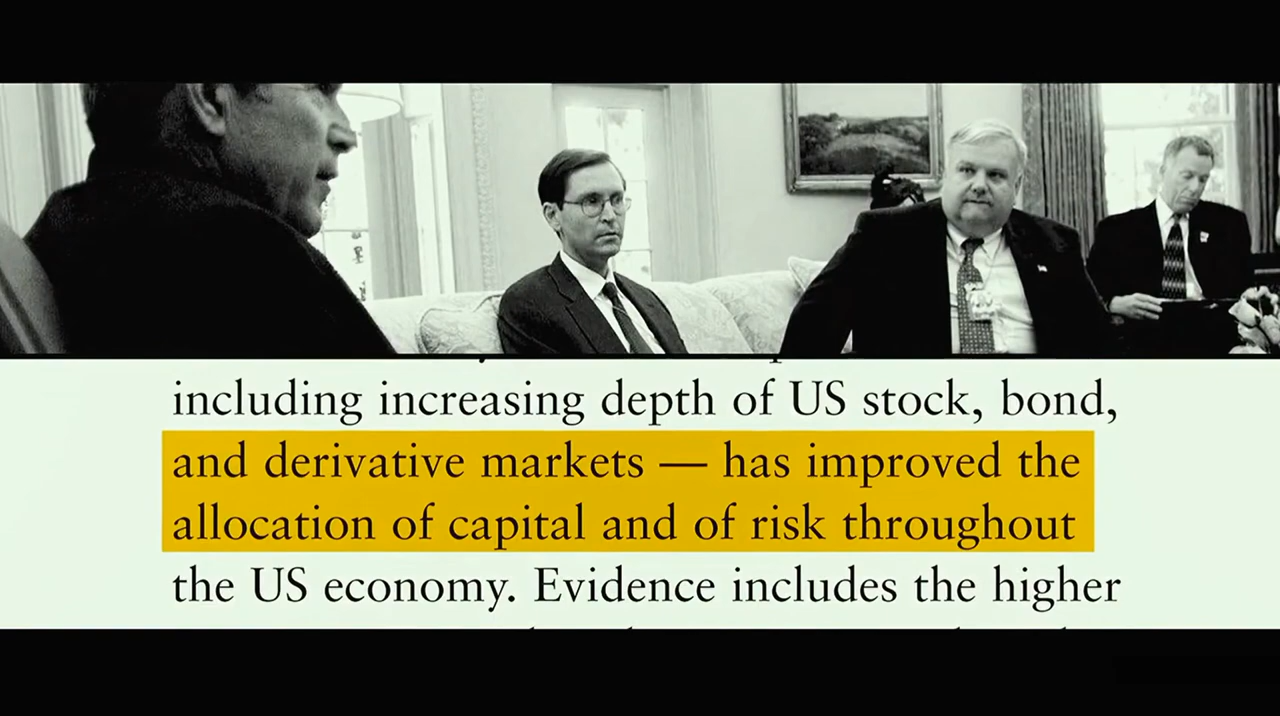 including increasing depth of US stock, bond,
and derivative markets — has improved the
allocation of capital and of risk throughout
the US economy. Evidence includes the higher